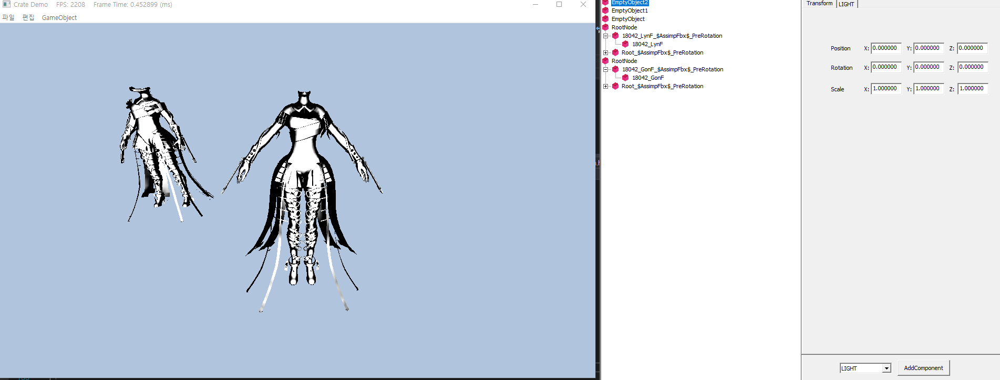 Crate Demo FPS: 2208 Frame Time: 0.452899 (ms)
파일 편집 GameObject
EmptyObject2
EmptyObject1
EmptyObject
RootNode
18042_LynF_$AssimpFbx$_PreRotation
18042_LynF
Root_$AssimpFbx$_PreRotation
RootNode
18042_GonF_$AssimpFbx$_PreRotation
18042_GonF
Root_$AssimpFbx$_PreRotation
Transform LIGHT
Position X: 0.000000 Y: 0.000000 Z: 0.000000
Rotation X: 0.000000 Y: 0.000000 Z: 0.000000
Scale X: 1.000000 Y: 1.000000 Z: 1.000000
LIGHT AddComponent